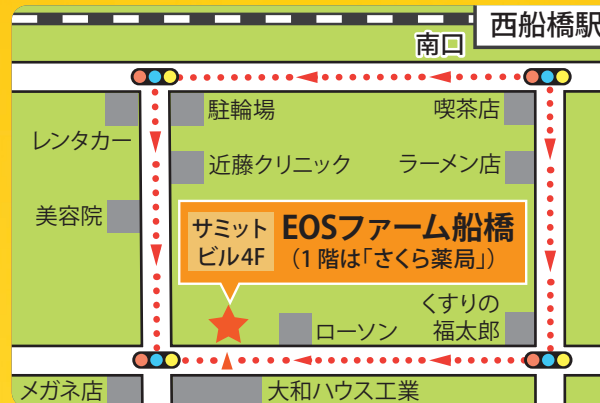 西船橋駅
南口
駐輪場
喫茶店
レンタカー
近藤クリニック
ラーメン店
美容院
サミット
ビル4F
EOSファーム船橋
（1階は「さくら薬局」）
くすりの
福太郎
ローソン
メガネ店
大和ハウス工業